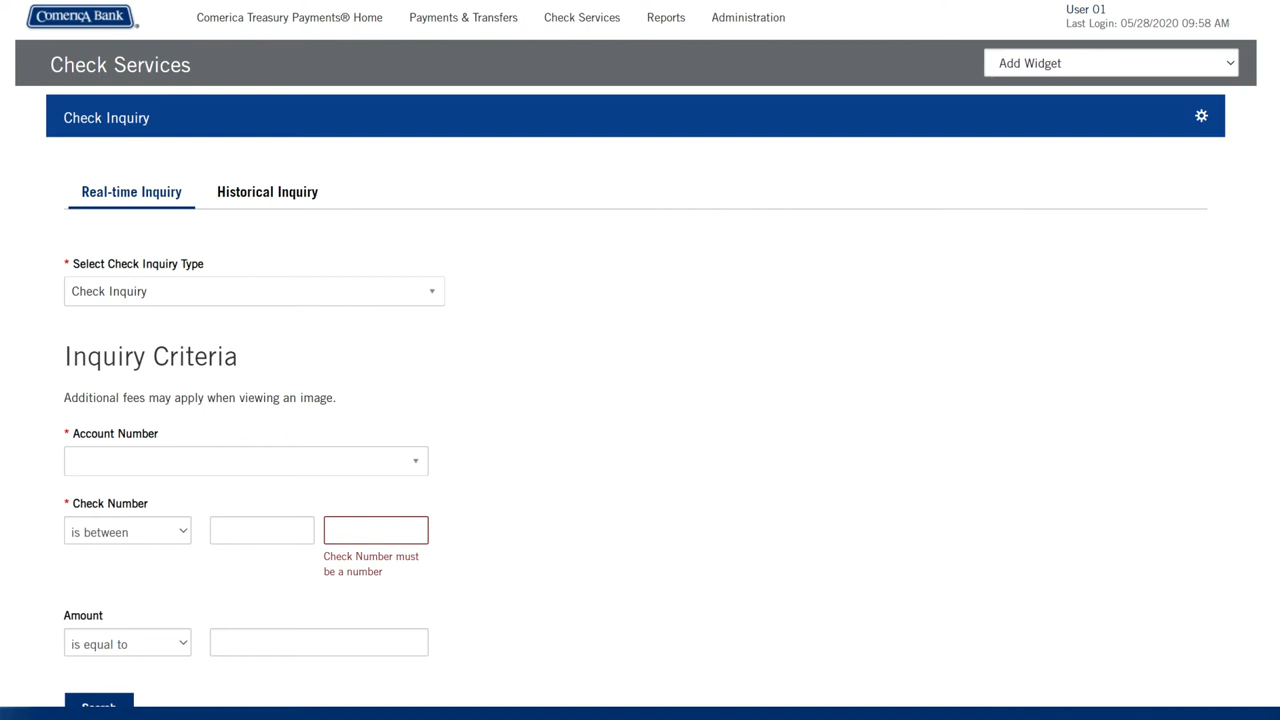 Comerica Bank
Comerica Treasury Payments® Home Payments & Transfers Check Services Reports Administration
User 01
Last Login: 05/28/2020 09:58 AM
Check Services
Add Widget
Check Inquiry
Real-time Inquiry Historical Inquiry
* Select Check Inquiry Type
Check Inquiry
Inquiry Criteria
Additional fees may apply when viewing an image.
* Account Number
* Check Number
is between
Check Number must
be a number
Amount
is equal to
Search